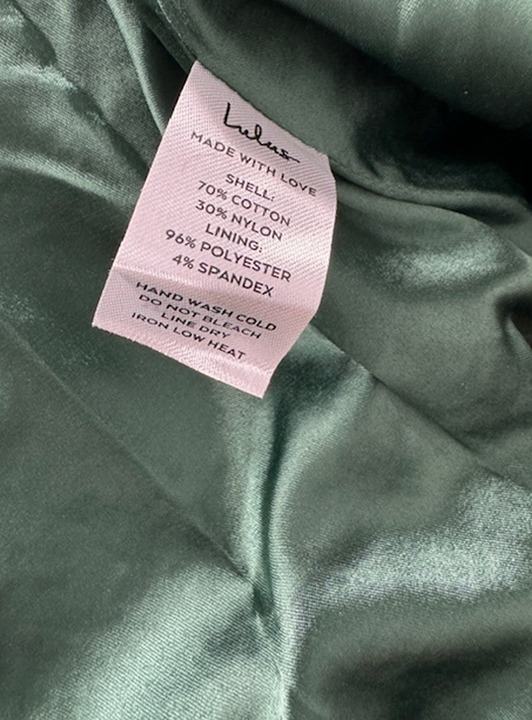 Lulus
MADE WITH LOVE
SHELL:
70% COTTON
30% NYLON
LINING:
96% POLYESTER
4% SPANDEX
HAND WASH COLD
DO NOT BLEACH
LINE DRY
IRON LOW HEAT